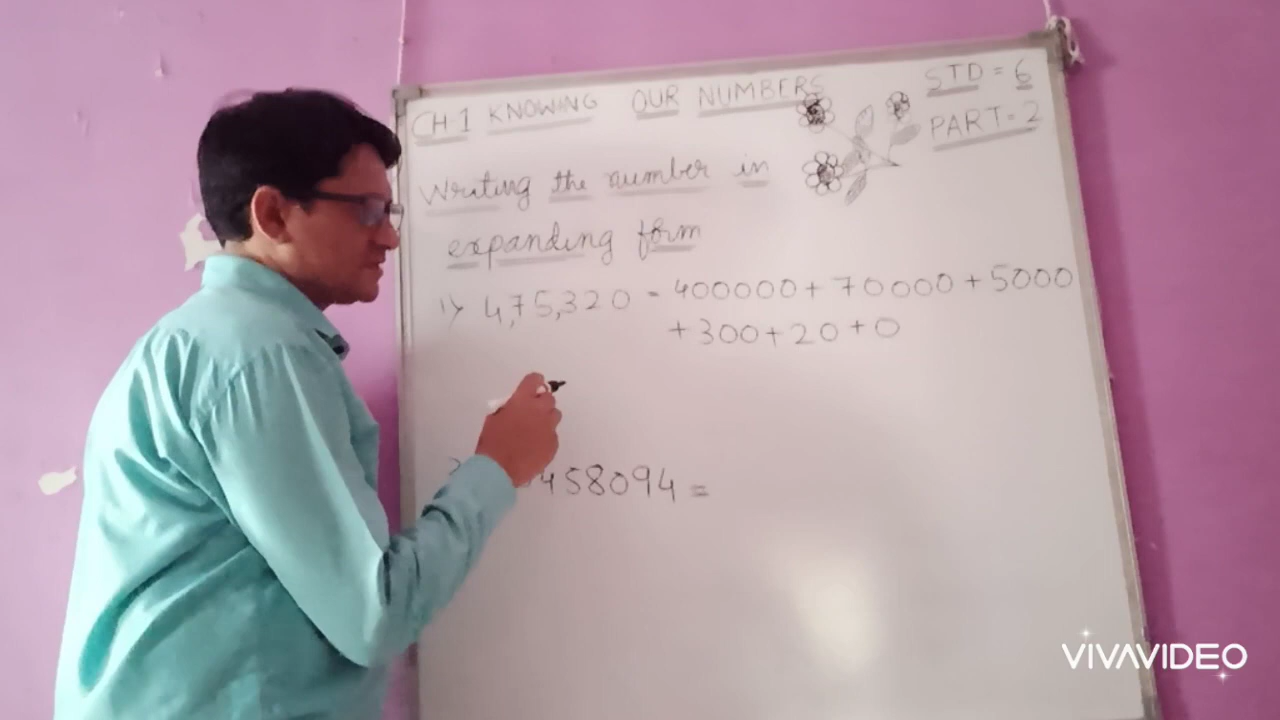 CH-1 KNOWING OUR NUMBERS
STD = 6
PART = 2
Writing the number in
expanding form
1> 4,75,320 = 400000 + 70000 + 5000
+ 300 + 20 + 0
458094 =
VIVAVIDEO